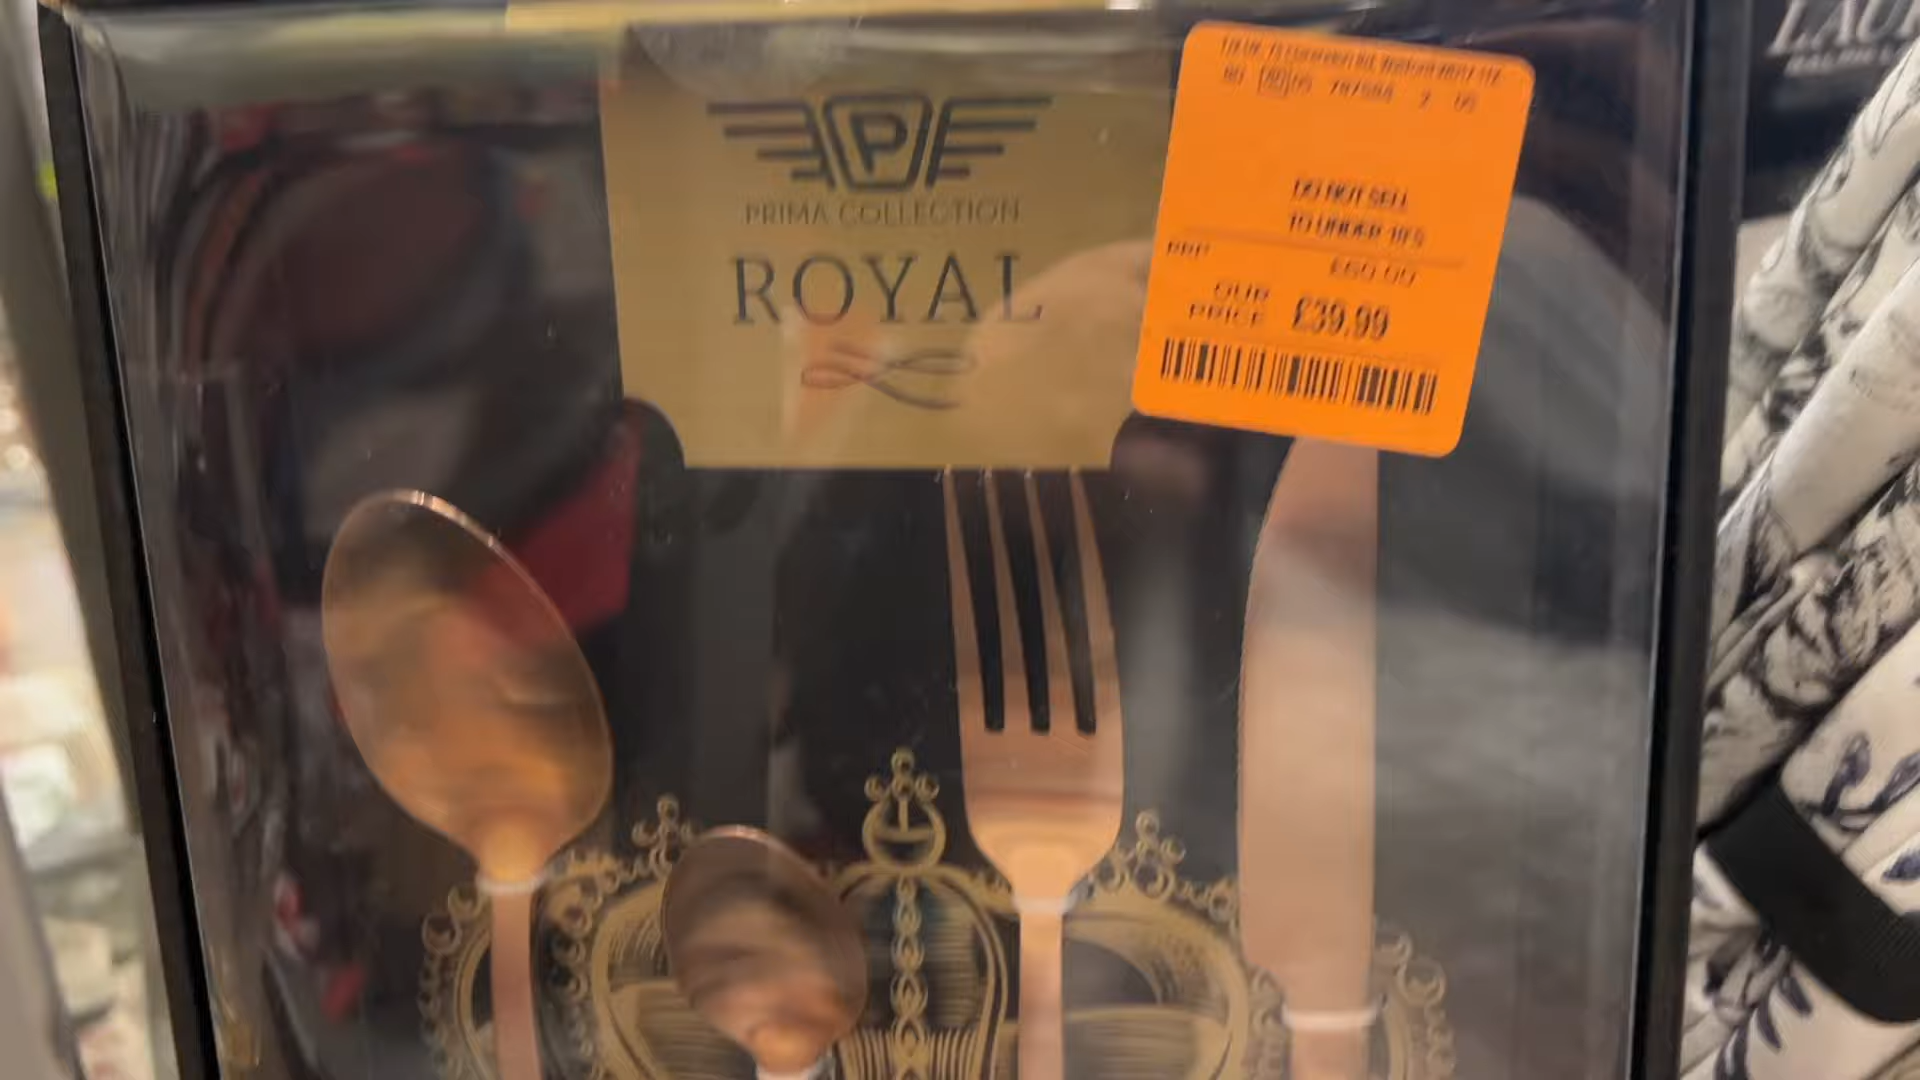 P
PRIMA COLLECTION
ROYAL
DO NOT SELL
TO UNDER 18'S
RRP £60.00
OUR
PRICE £39.99